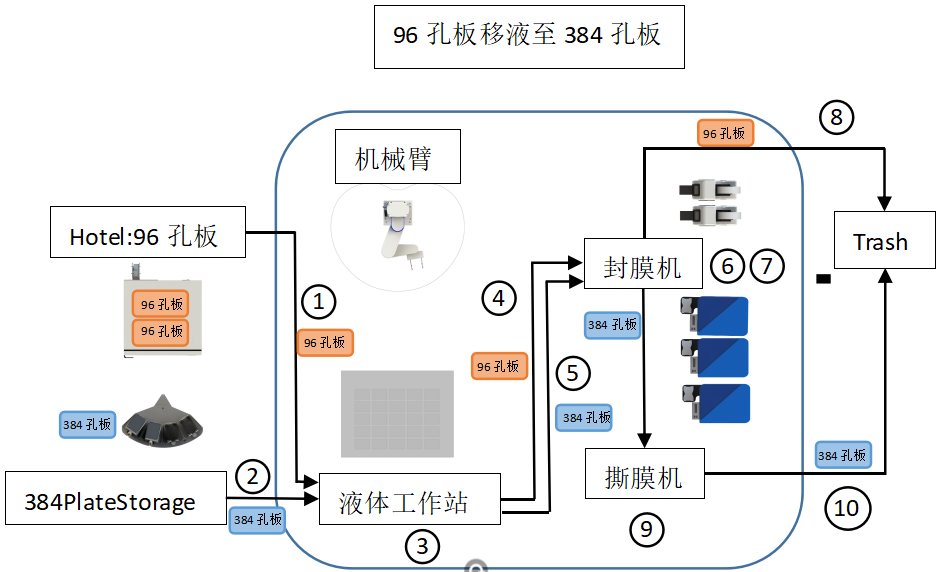 96 孔板移液至 384 孔板
⑧
96 孔板
机械臂
Hotel:96 孔板
Trash
封膜机
⑥ ⑦
96 孔板
96 孔板
①
④
96 孔板
384 孔板
96 孔板
⑤
384 孔板
384 孔板
384 孔板
384PlateStorage
②
384 孔板
液体工作站
③
撕膜机
⑨
⑩